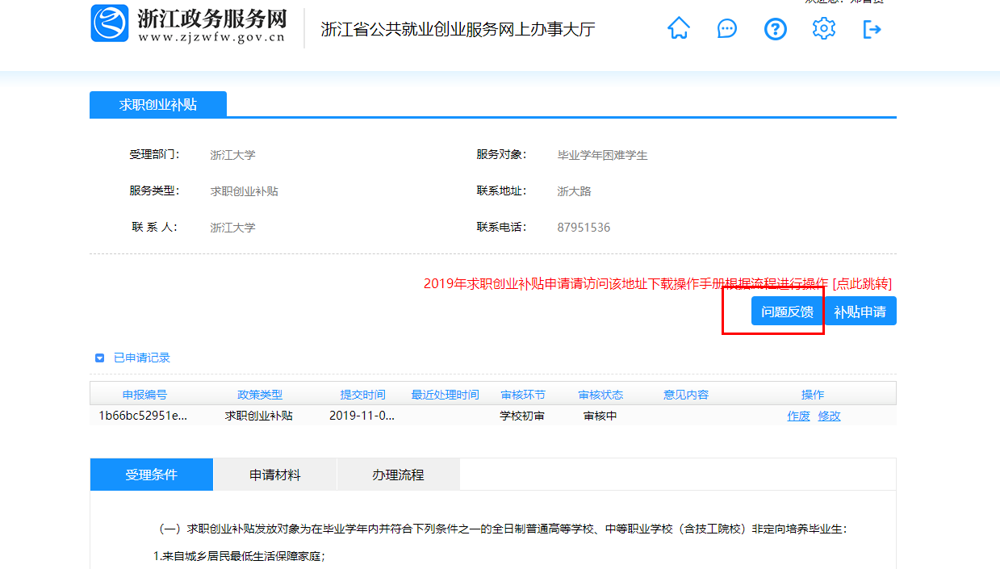 浙江政务服务网
www.zjzwfw.gov.cn
浙江省公共就业创业服务网上办事大厅
求职创业补贴
受理部门： 浙江大学 服务对象： 毕业学年困难学生
服务类型： 求职创业补贴 联系地址： 浙大路
联 系 人： 浙江大学 联系电话： 87951536
2019年求职创业补贴申请请访问该地址下载操作手册根据流程进行操作 [点此跳转]
问题反馈 补贴申请
已申请记录
申报编号 政策类型 提交时间 最近处理时间 审核环节 审核状态 意见内容 操作
1b66bc52951e... 求职创业补贴 2019-11-0... 学校初审 审核中 作废 修改
受理条件 申请材料 办理流程
（一）求职创业补贴发放对象为在毕业学年内并符合下列条件之一的全日制普通高等学校、中等职业学校（含技工院校）非定向培养毕业生：
1.来自城乡居民最低生活保障家庭；